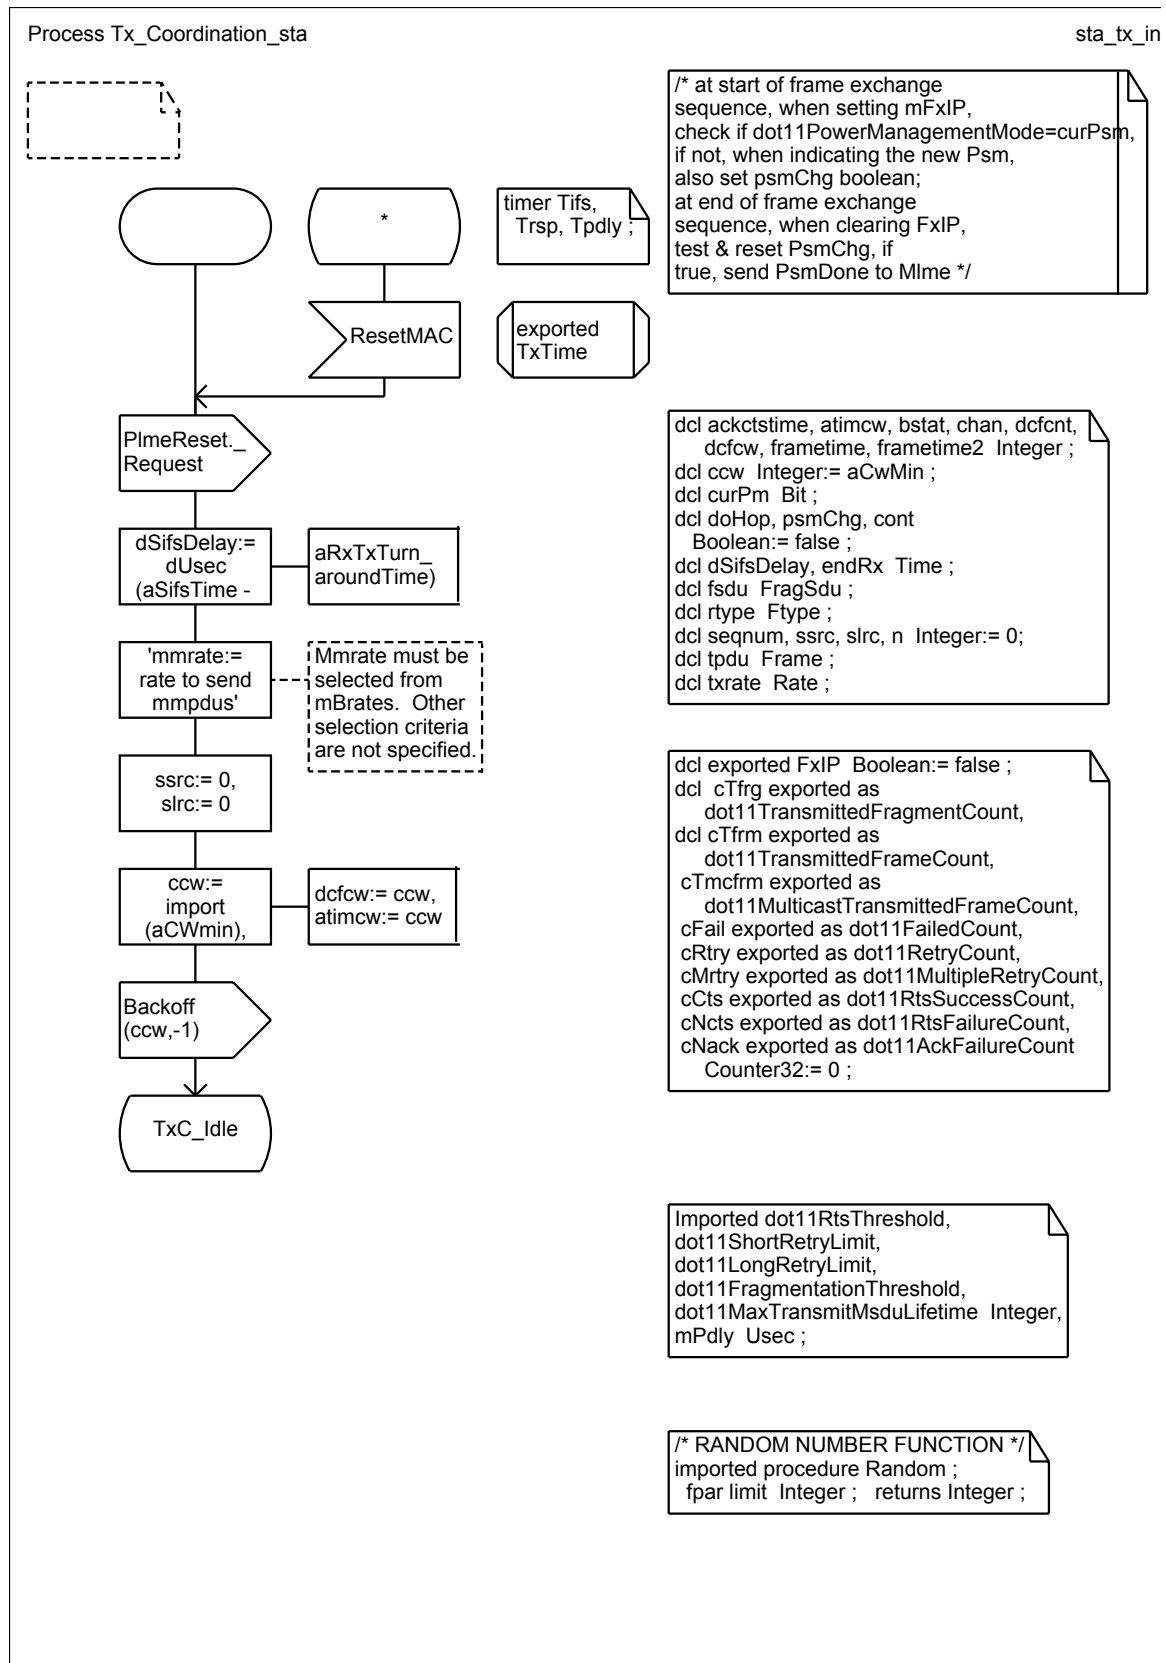 Process Tx_Coordination_sta
sta_tx_in
/* at start of frame exchange
sequence, when setting mFxIP,
check if dot11PowerManagementMode=curPsm,
if not, when indicating the new Psm,
also set psmChg boolean;
at end of frame exchange
sequence, when clearing FxIP,
test & reset PsmChg, if
true, send PsmDone to Mlme */
*
timer Tifs,
Trsp, Tpdly ;
ResetMAC
exported
TxTime
PlmeReset._
Request
dSifsDelay:=
dUsec
(aSifsTime -
aRxTxTurn_
aroundTime)
'mmrate:=
rate to send
mmpdus'
Mmrate must be
selected from
mBrates. Other
selection criteria
are not specified.
ssrc:= 0,
slrc:= 0
ccw:=
import
(aCWmin),
dcfcw:= ccw,
atimcw:= ccw
Backoff
(ccw,-1)
TxC_Idle
dcl ackctstime, atimcw, bstat, chan, dcfcnt,
dcfcw, frametime, frametime2 Integer ;
dcl ccw Integer:= aCwMin ;
dcl curPm Bit ;
dcl doHop, psmChg, cont
Boolean:= false ;
dcl dSifsDelay, endRx Time ;
dcl fsdu FragSdu ;
dcl rtype Ftype ;
dcl seqnum, ssrc, slrc, n Integer:= 0;
dcl tpdu Frame ;
dcl txrate Rate ;
dcl exported FxIP Boolean:= false ;
dcl cTfrg exported as
dot11TransmittedFragmentCount,
dcl cTfrm exported as
dot11TransmittedFrameCount,
cTmcfrm exported as
dot11MulticastTransmittedFrameCount,
cFail exported as dot11FailedCount,
cRtry exported as dot11RetryCount,
cMrtry exported as dot11MultipleRetryCount,
cCts exported as dot11RtsSuccessCount,
cNcts exported as dot11RtsFailureCount,
cNack exported as dot11AckFailureCount
Counter32:= 0 ;
Imported dot11RtsThreshold,
dot11ShortRetryLimit,
dot11LongRetryLimit,
dot11FragmentationThreshold,
dot11MaxTransmitMsduLifetime Integer,
mPdly Usec ;
/* RANDOM NUMBER FUNCTION */
imported procedure Random ;
fpar limit Integer ; returns Integer ;